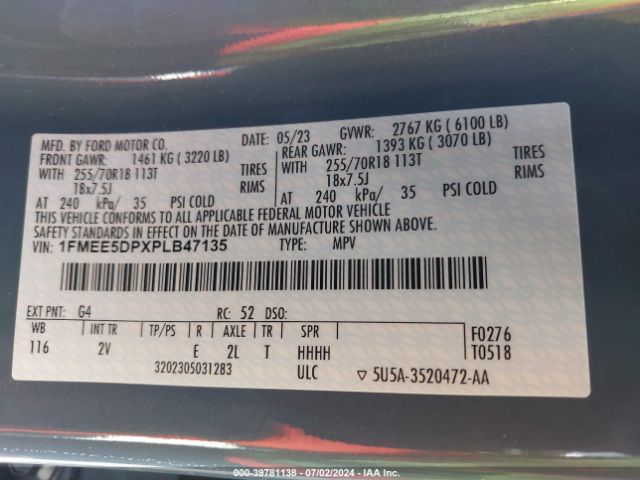 MFD. BY FORD MOTOR CO. DATE: 05/23 GVWR: 2767 KG ( 6100 LB)
FRONT GAWR: 1461 KG ( 3220 LB) REAR GAWR: 1393 KG ( 3070 LB)
WITH 255/70R18 113T TIRES WITH 255/70R18 113T TIRES
18x7.5J RIMS 18x7.5J RIMS
AT 240 kPa/ 35 PSI COLD AT 240 kPa/ 35 PSI COLD
THIS VEHICLE CONFORMS TO ALL APPLICABLE FEDERAL MOTOR VEHICLE
SAFETY STANDARDS IN EFFECT ON THE DATE OF MANUFACTURE SHOWN ABOVE.
VIN: 1FMEE5DPXPLB47135 TYPE: MPV
EXT PNT: G4 RC: 52 DSO:
WB INT TR TP/PS R AXLE TR SPR F0276
116 2V E 2L T HHHH T0518
3202305031283 ULC ▽ 5U5A-3520472-AA
000-39781138 - 07/02/2024 - IAA Inc.